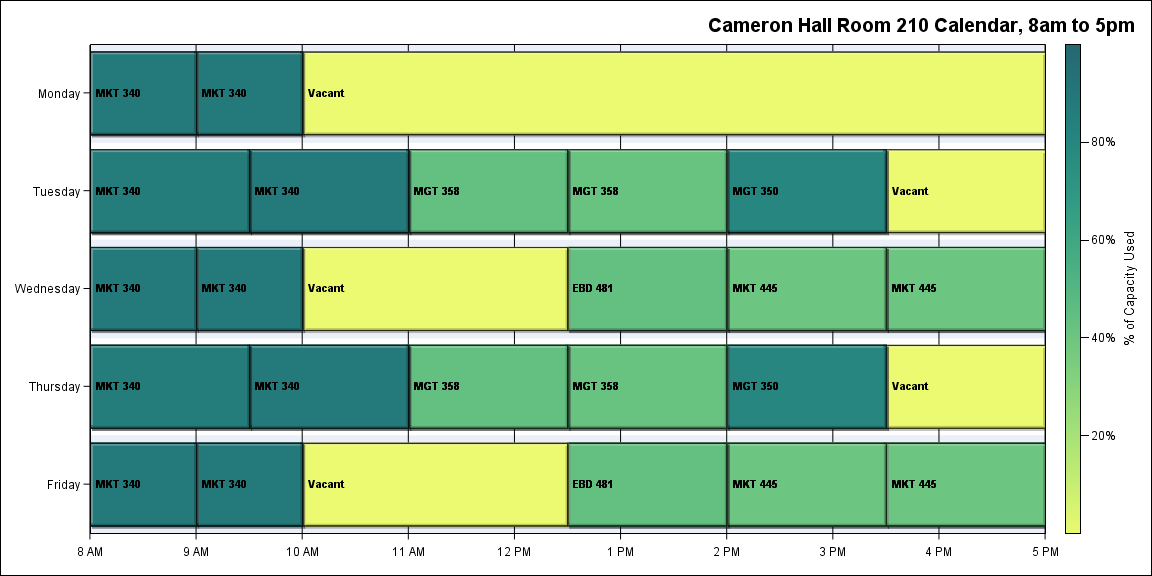 Cameron Hall Room 210 Calendar, 8am to 5pm
Monday
MKT 340
MKT 340
Vacant
Tuesday
MKT 340
MKT 340
MGT 358
MGT 358
MGT 350
Vacant
Wednesday
MKT 340
MKT 340
Vacant
EBD 481
MKT 445
MKT 445
Thursday
MKT 340
MKT 340
MGT 358
MGT 358
MGT 350
Vacant
Friday
MKT 340
MKT 340
Vacant
EBD 481
MKT 445
MKT 445
8 AM
9 AM
10 AM
11 AM
12 PM
1 PM
2 PM
3 PM
4 PM
5 PM
80%
60%
40%
20%
% of Capacity Used